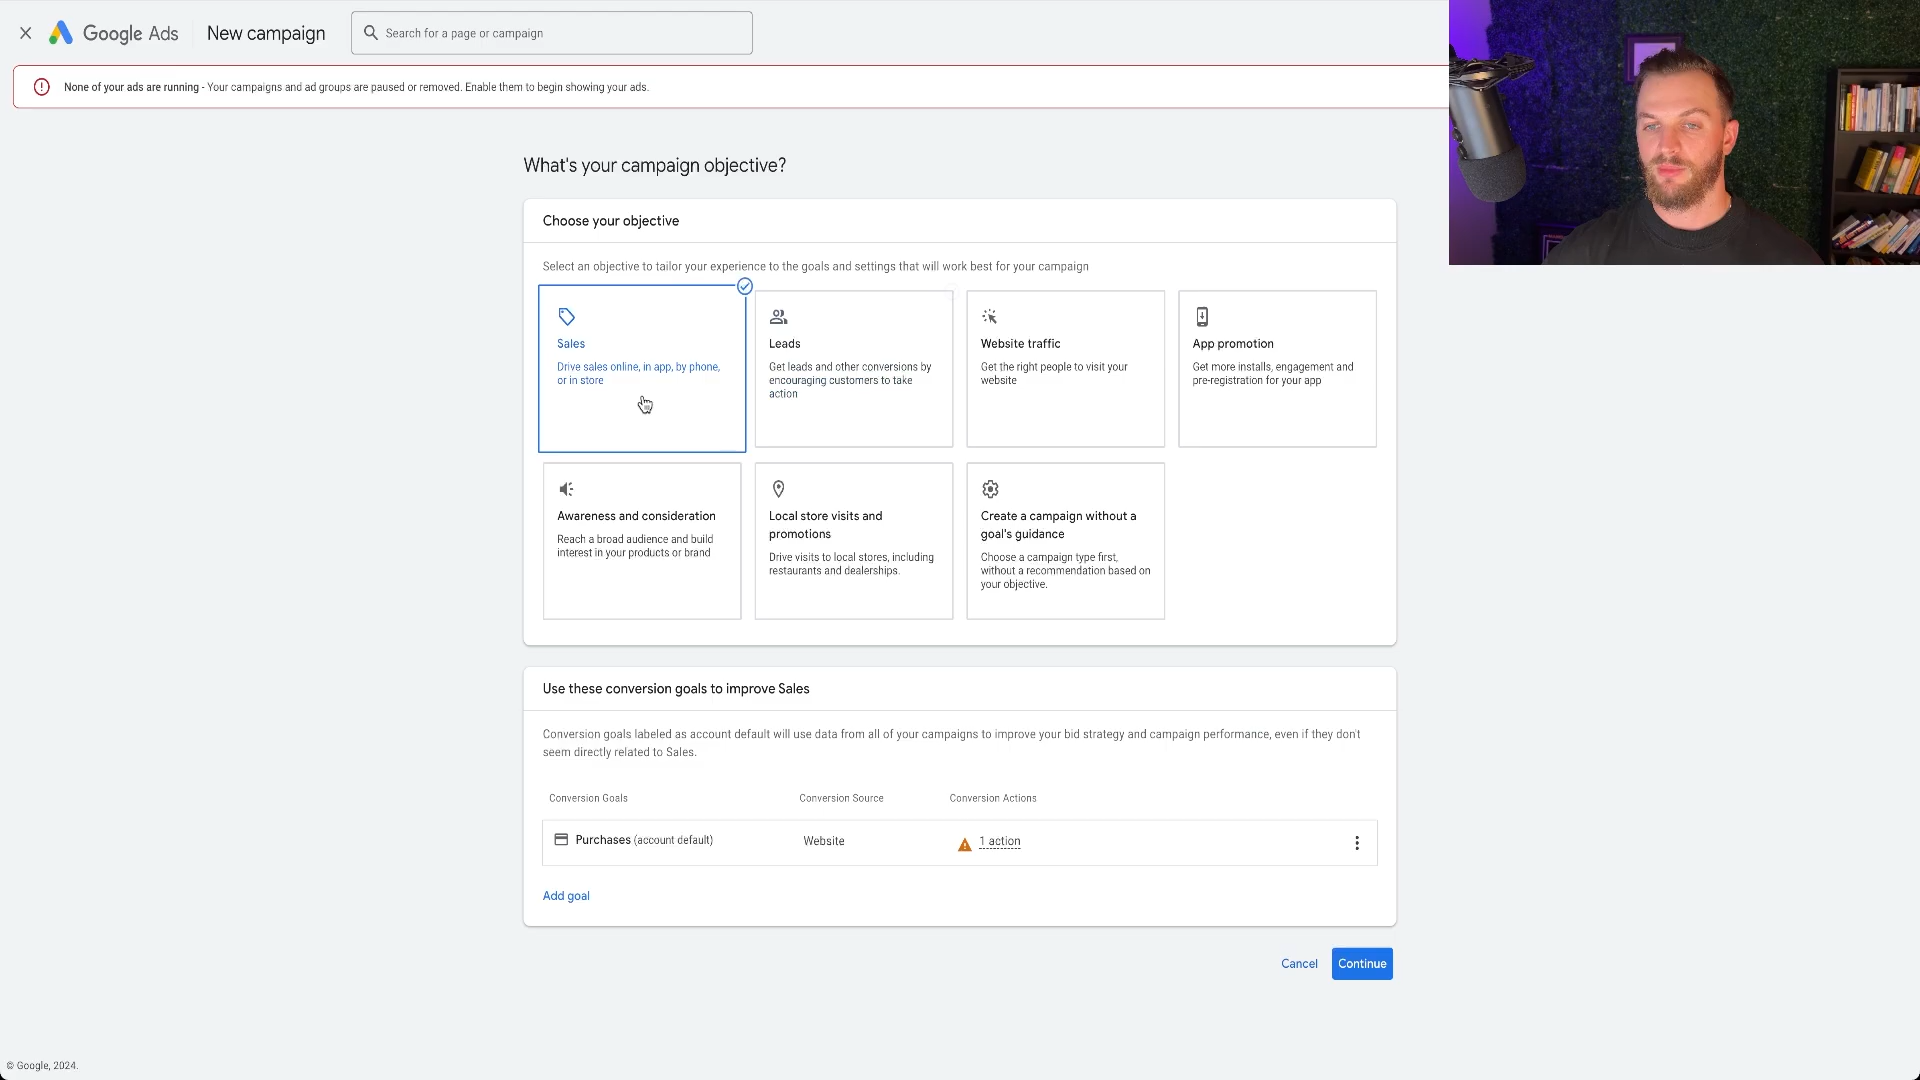 Google Ads
New campaign
Search for a page or campaign
None of your ads are running - Your campaigns and ad groups are paused or removed. Enable them to begin showing your ads.
What's your campaign objective?
Choose your objective
Select an objective to tailor your experience to the goals and settings that will work best for your campaign
Sales
Drive sales online, in app, by phone,
or in store
Leads
Get leads and other conversions by
encouraging customers to take
action
Website traffic
Get the right people to visit your
website
App promotion
Get more installs, engagement and
pre-registration for your app
Awareness and consideration
Reach a broad audience and build
interest in your products or brand
Local store visits and
promotions
Drive visits to local stores, including
restaurants and dealerships.
Create a campaign without a
goal's guidance
Choose a campaign type first,
without a recommendation based on
your objective.
Use these conversion goals to improve Sales
Conversion goals labeled as account default will use data from all of your campaigns to improve your bid strategy and campaign performance, even if they don't
seem directly related to Sales.
Conversion Goals
Conversion Source
Conversion Actions
Purchases (account default)
Website
1 action
Add goal
Cancel
Continue
© Google, 2024.